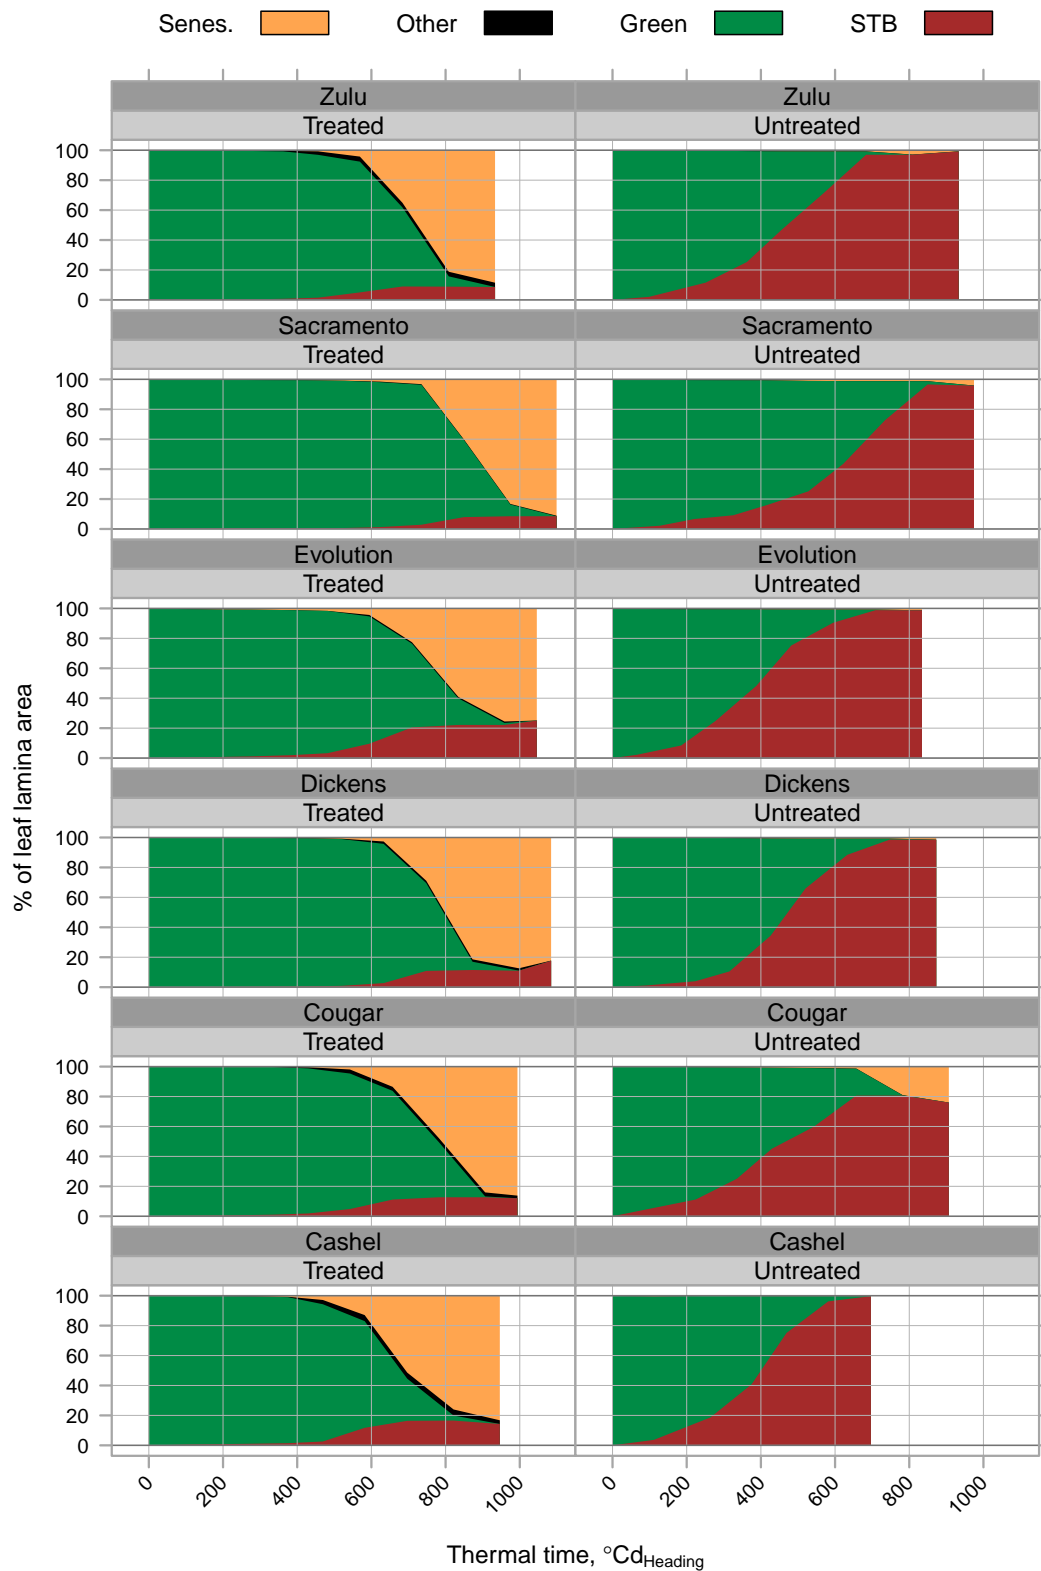 Senes. Other Green STB
Zulu Zulu
Treated Untreated
100
80
60
40
20
0
Sacramento Sacramento
Treated Untreated
100
80
60
40
20
0
Evolution Evolution
Treated Untreated
100
80
60
40
20
0
Dickens Dickens
Treated Untreated
100
80
60
40
20
0
Cougar Cougar
Treated Untreated
100
80
60
40
20
0
Cashel Cashel
Treated Untreated
100
80
60
40
20
0
0 200 400 600 800 1000 0 200 400 600 800 1000
% of leaf lamina area
Thermal time, °CdHeading